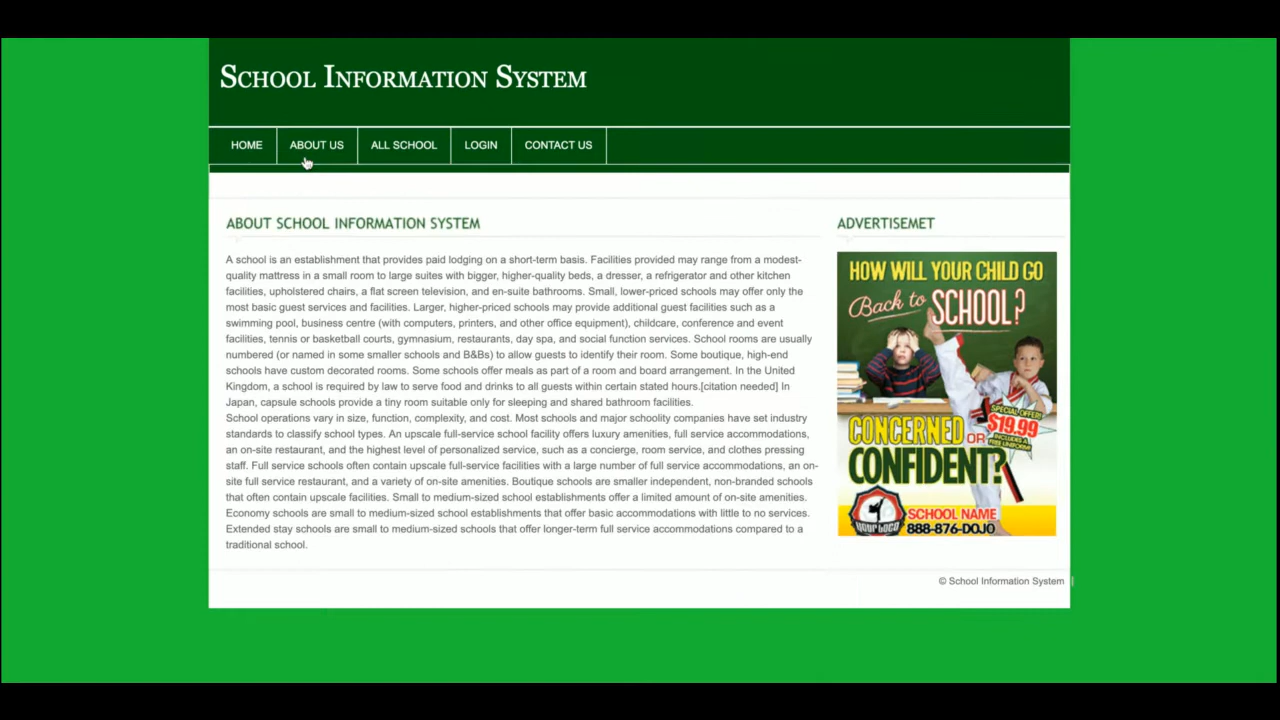 School Information System
HOME ABOUT US ALL SCHOOL LOGIN CONTACT US
ABOUT SCHOOL INFORMATION SYSTEM
A school is an establishment that provides paid lodging on a short-term basis. Facilities provided may range from a modest-
quality mattress in a small room to large suites with bigger, higher-quality beds, a dresser, a refrigerator and other kitchen
facilities, upholstered chairs, a flat screen television, and en-suite bathrooms. Small, lower-priced schools may offer only the
most basic guest services and facilities. Larger, higher-priced schools may provide additional guest facilities such as a
swimming pool, business centre (with computers, printers, and other office equipment), childcare, conference and event
facilities, tennis or basketball courts, gymnasium, restaurants, day spa, and social function services. School rooms are usually
numbered (or named in some smaller schools and B&Bs) to allow guests to identify their room. Some boutique, high-end
schools have custom decorated rooms. Some schools offer meals as part of a room and board arrangement. In the United
Kingdom, a school is required by law to serve food and drinks to all guests within certain stated hours.[citation needed] In
Japan, capsule schools provide a tiny room suitable only for sleeping and shared bathroom facilities.
School operations vary in size, function, complexity, and cost. Most schools and major schoolity companies have set industry
standards to classify school types. An upscale full-service school facility offers luxury amenities, full service accommodations,
an on-site restaurant, and the highest level of personalized service, such as a concierge, room service, and clothes pressing
staff. Full service schools often contain upscale full-service facilities with a large number of full service accommodations, an on-
site full service restaurant, and a variety of on-site amenities. Boutique schools are smaller independent, non-branded schools
that often contain upscale facilities. Small to medium-sized school establishments offer a limited amount of on-site amenities.
Economy schools are small to medium-sized school establishments that offer basic accommodations with little to no services.
Extended stay schools are small to medium-sized schools that offer longer-term full service accommodations compared to a
traditional school.
ADVERTISEMET
HOW WILL YOUR CHILD GO
Back to SCHOOL?
SPECIAL OFFER!
$19.99
INCLUDES A
FREE UNIFORM!
CONCERNED OR
CONFIDENT?
YOUR LOGO
SCHOOL NAME
888-876-DOJO
© School Information System